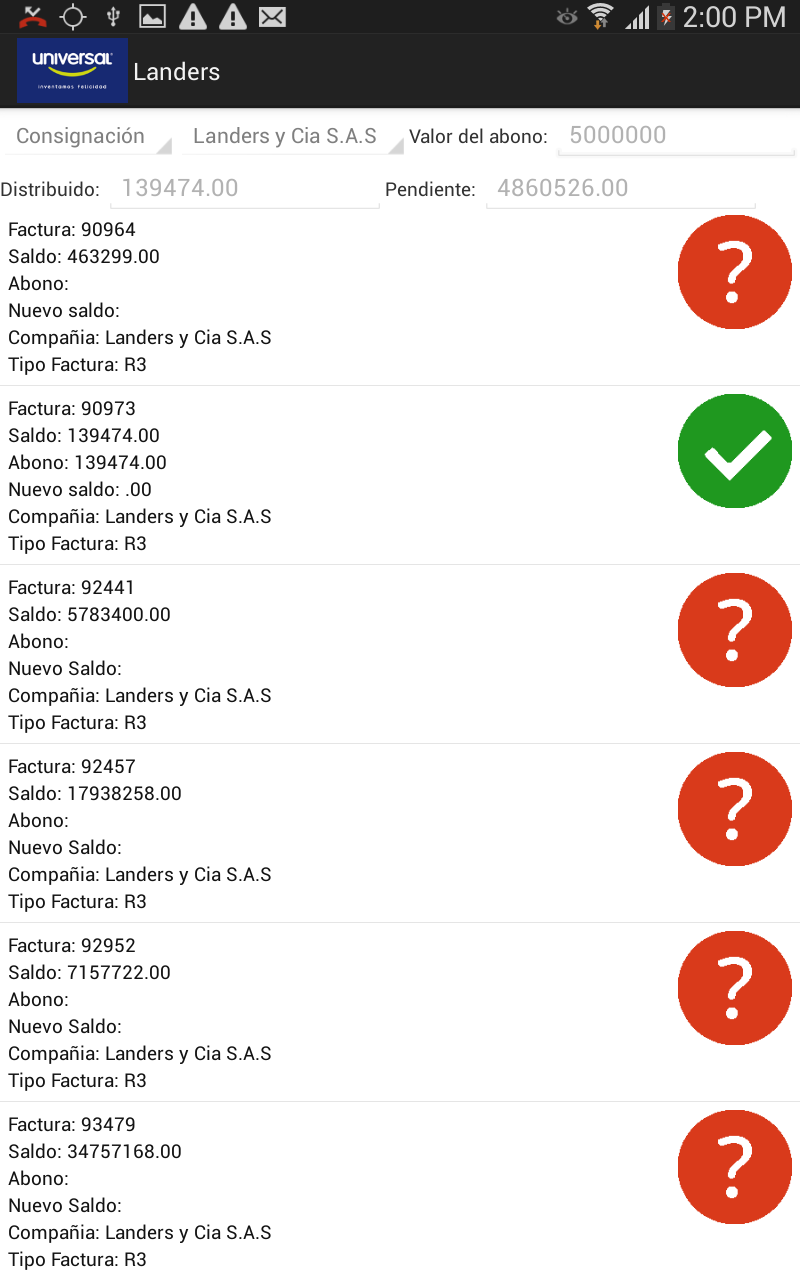 2:00 PM
universal
inventamos felicidad
Landers
Consignación Landers y Cia S.A.S Valor del abono: 5000000
Distribuido: 139474.00 Pendiente: 4860526.00
Factura: 90964
Saldo: 463299.00
Abono:
Nuevo saldo:
Compañia: Landers y Cia S.A.S
Tipo Factura: R3
Factura: 90973
Saldo: 139474.00
Abono: 139474.00
Nuevo saldo: .00
Compañia: Landers y Cia S.A.S
Tipo Factura: R3
Factura: 92441
Saldo: 5783400.00
Abono:
Nuevo Saldo:
Compañia: Landers y Cia S.A.S
Tipo Factura: R3
Factura: 92457
Saldo: 17938258.00
Abono:
Nuevo Saldo:
Compañia: Landers y Cia S.A.S
Tipo Factura: R3
Factura: 92952
Saldo: 7157722.00
Abono:
Nuevo Saldo:
Compañia: Landers y Cia S.A.S
Tipo Factura: R3
Factura: 93479
Saldo: 34757168.00
Abono:
Nuevo Saldo:
Compañia: Landers y Cia S.A.S
Tipo Factura: R3